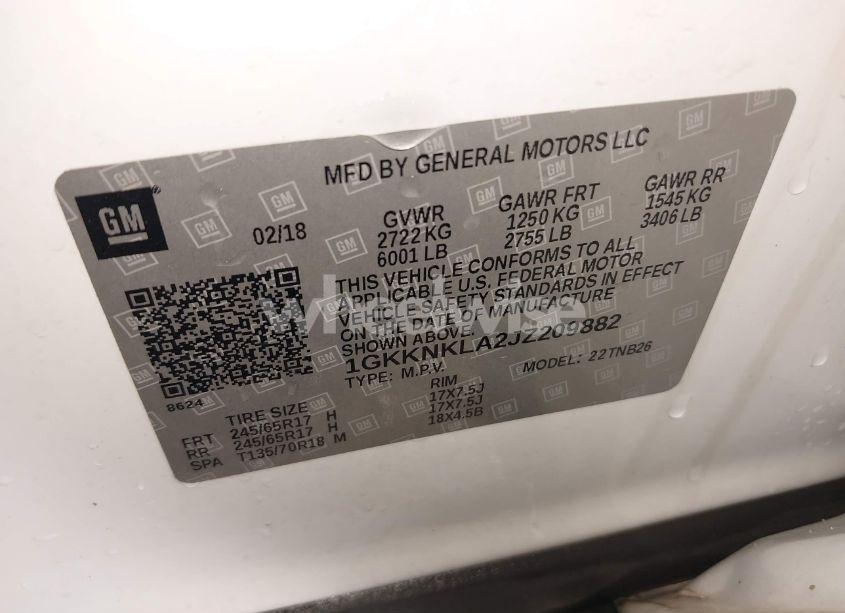 MFD BY GENERAL MOTORS LLC
GM
02/18
GVWR
2722 KG
6001 LB
GAWR FRT
1250 KG
2755 LB
GAWR RR
1545 KG
3406 LB
THIS VEHICLE CONFORMS TO ALL
APPLICABLE U.S. FEDERAL MOTOR
VEHICLE SAFETY STANDARDS IN EFFECT
ON THE DATE OF MANUFACTURE
SHOWN ABOVE.
1GKKNKLA2JZ209882
TYPE: M.P.V.
MODEL: 22TNB26
8624
TIRE SIZE
RIM
FRT 245/65R17 H 17X7.5J
RR 245/65R17 H 17X7.5J
SPA T135/70R18 M 18X4.5B